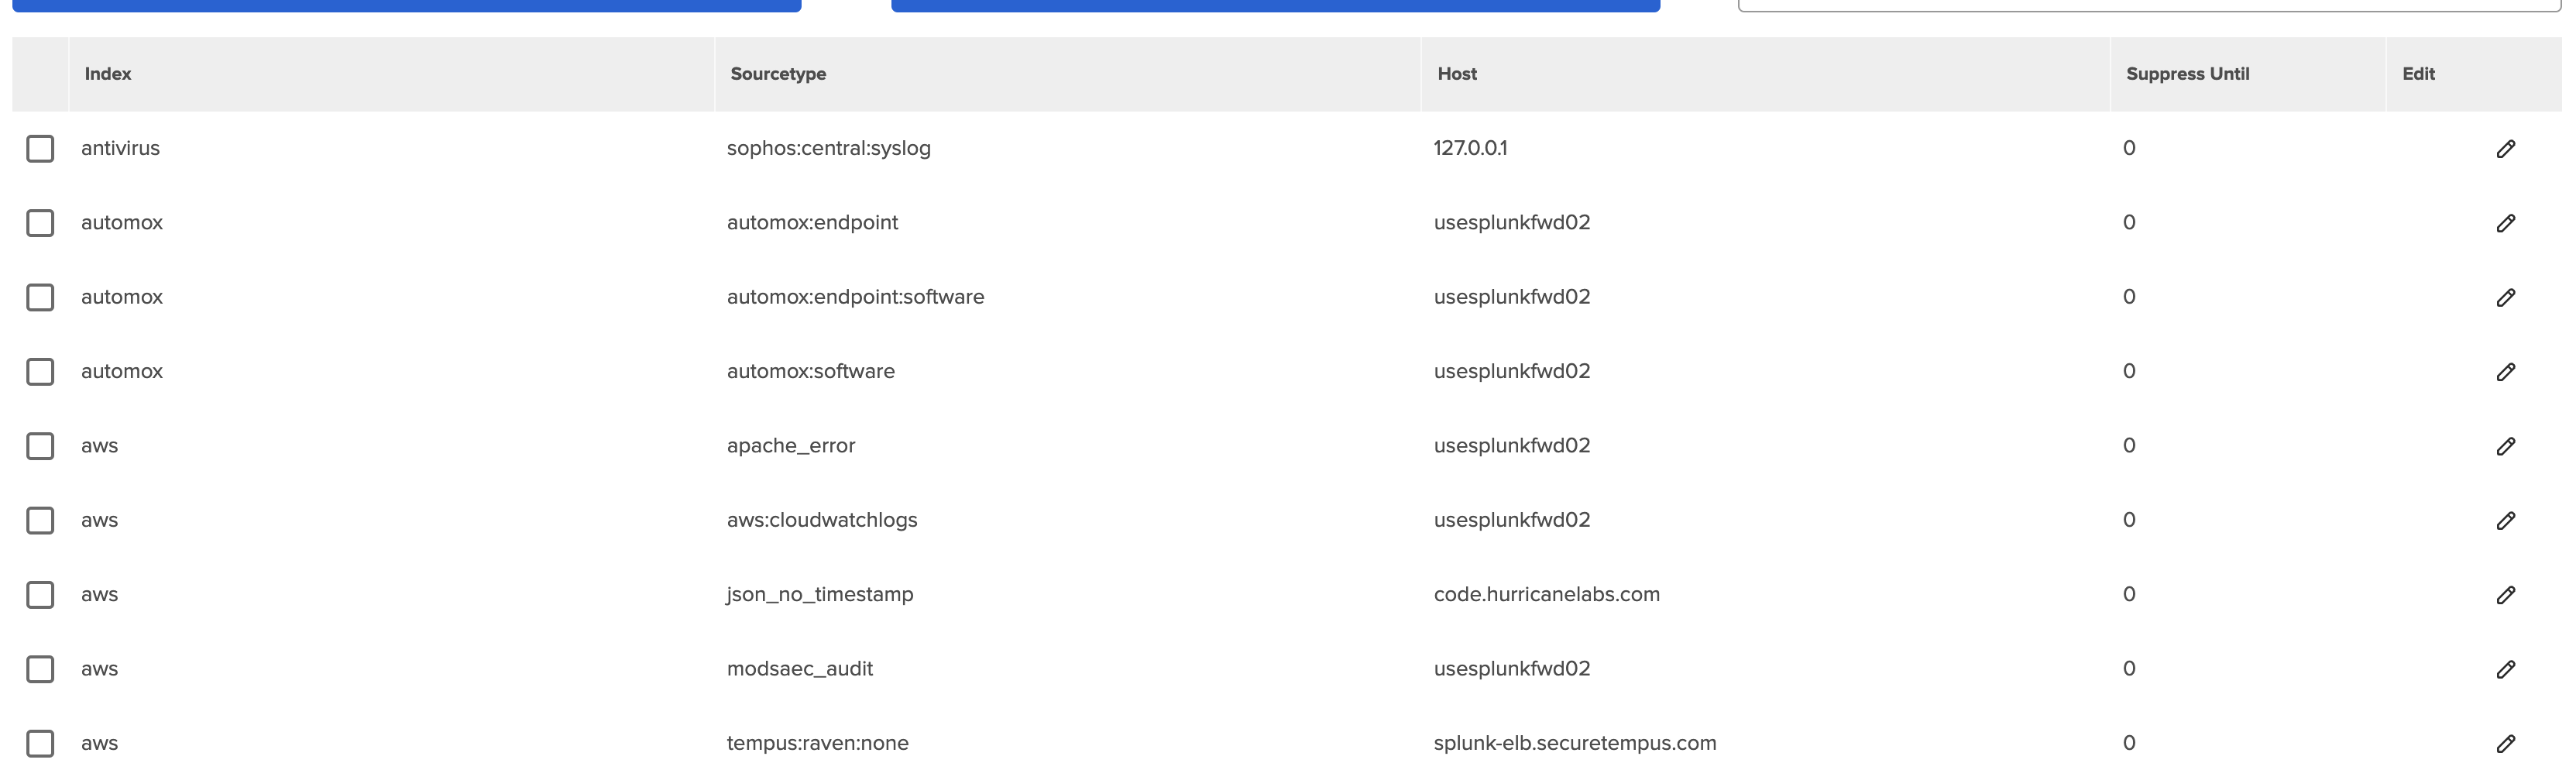 Index Sourcetype Host Suppress Until Edit
antivirus sophos:central:syslog 127.0.0.1 0
automox automox:endpoint usesplunkfwd02 0
automox automox:endpoint:software usesplunkfwd02 0
automox automox:software usesplunkfwd02 0
aws apache_error usesplunkfwd02 0
aws aws:cloudwatchlogs usesplunkfwd02 0
aws json_no_timestamp code.hurricanelabs.com 0
aws modsaec_audit usesplunkfwd02 0
aws tempus:raven:none splunk-elb.securetempus.com 0